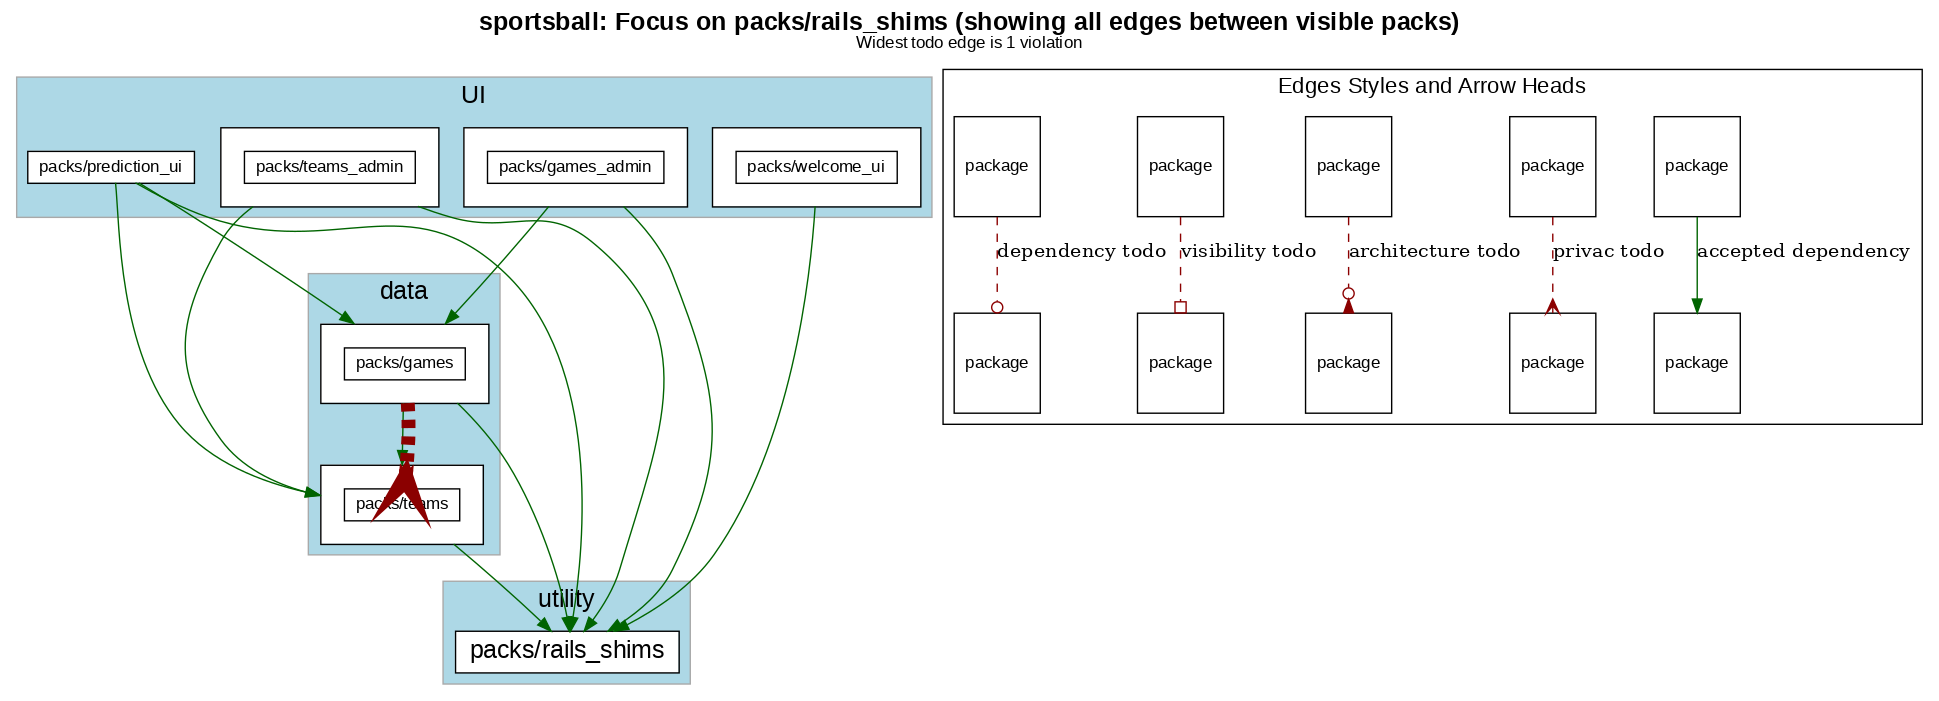 sportsball: Focus on packs/rails_shims (showing all edges between visible packs)
Widest todo edge is 1 violation
UI
packs/prediction_ui
packs/teams_admin
packs/games_admin
packs/welcome_ui
data
packs/games
packs/teams
utility
packs/rails_shims
Edges Styles and Arrow Heads
package
package
package
package
package
dependency todo
visibility todo
architecture todo
privac todo
accepted dependency
package
package
package
package
package